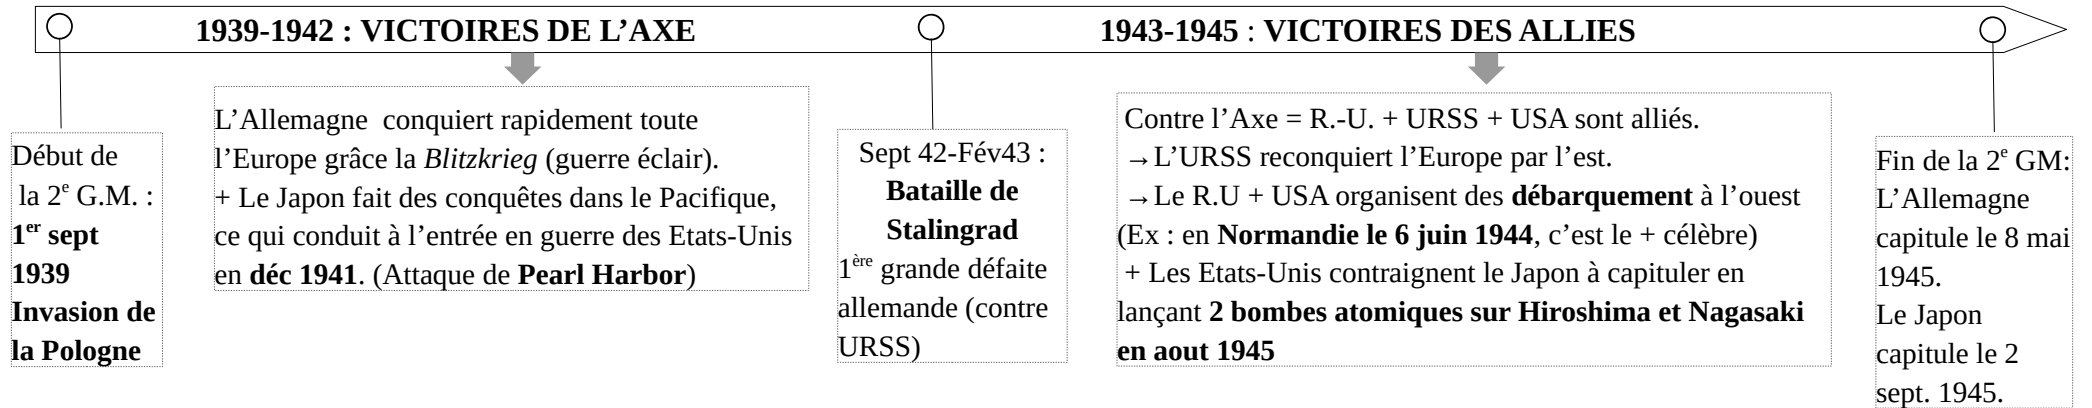 1939-1942 : VICTOIRES DE L’AXE
1943-1945 : VICTOIRES DES ALLIES
Début de
la 2e G.M. :
1er sept
1939
Invasion de
la Pologne
L’Allemagne conquiert rapidement toute
l’Europe grâce la Blitzkrieg (guerre éclair).
+ Le Japon fait des conquêtes dans le Pacifique,
ce qui conduit à l’entrée en guerre des Etats-Unis
en déc 1941. (Attaque de Pearl Harbor)
Sept 42-Fév43 :
Bataille de
Stalingrad
1ère grande défaite
allemande (contre
URSS)
Contre l’Axe = R.-U. + URSS + USA sont alliés.
→L’URSS reconquiert l’Europe par l’est.
→Le R.U + USA organisent des débarquement à l’ouest
(Ex : en Normandie le 6 juin 1944, c’est le + célèbre)
+ Les Etats-Unis contraignent le Japon à capituler en
lançant 2 bombes atomiques sur Hiroshima et Nagasaki
en aout 1945
Fin de la 2e GM:
L’Allemagne
capitule le 8 mai
1945.
Le Japon
capitule le 2
sept. 1945.